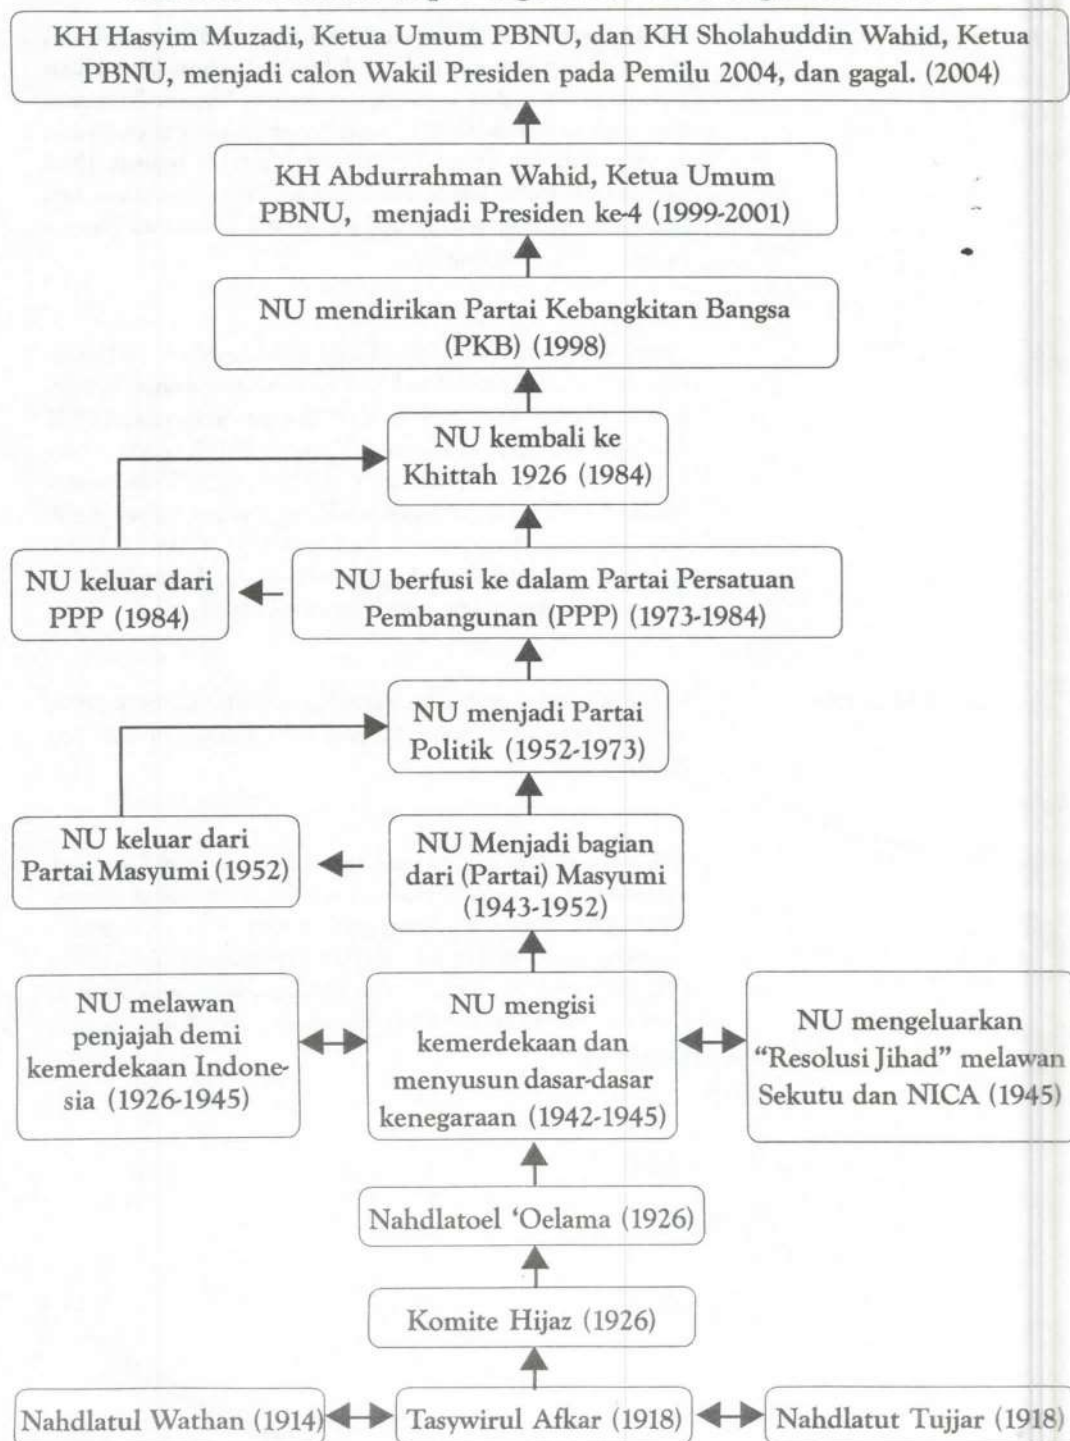 KH Hasyim Muzadi, Ketua Umum PBNU, dan KH Sholahuddin Wahid, Ketua
PBNU, menjadi calon Wakil Presiden pada Pemilu 2004, dan gagal. (2004)
KH Abdurrahman Wahid, Ketua Umum
PBNU, menjadi Presiden ke-4 (1999-2001)
NU mendirikan Partai Kebangkitan Bangsa
(PKB) (1998)
NU kembali ke
Khittah 1926 (1984)
NU keluar dari
PPP (1984)
NU berfusi ke dalam Partai Persatuan
Pembangunan (PPP) (1973-1984)
NU menjadi Partai
Politik (1952-1973)
NU keluar dari
Partai Masyumi (1952)
NU Menjadi bagian
dari (Partai) Masyumi
(1943-1952)
NU melawan
penjajah demi
kemerdekaan Indone-
sia (1926-1945)
NU mengisi
kemerdekaan dan
menyusun dasar-dasar
kenegaraan (1942-1945)
NU mengeluarkan
“Resolusi Jihad” melawan
Sekutu dan NICA (1945)
Nahdlatoel ‘Oelama (1926)
Komite Hijaz (1926)
Nahdlatul Wathan (1914)
Tasywirul Afkar (1918)
Nahdlatut Tujjar (1918)